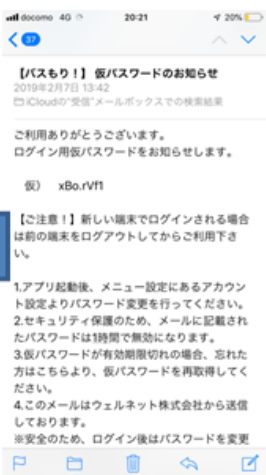 docomo 4G 20:21 20%
37
【バスもり！】仮パスワードのお知らせ
2019年2月7日 13:42
iCloudの"受信"メールボックスでの検索結果
ご利用ありがとうございます。
ログイン用仮パスワードをお知らせします。
仮） xBo.rVf1
【ご注意！】新しい端末でログインされる場合
は前の端末をログアウトしてからご利用下さ
い。
1.アプリ起動後、メニュー設定にあるアカウン
ト設定よりパスワード変更を行ってください。
2.セキュリティ保護のため、メールに記載され
たパスワードは1時間で無効になります。
3.仮パスワードが有効期限切れの場合、忘れた
方はこちらより、仮パスワードを再取得してく
ださい。
4.このメールはウェルネット株式会社から送信
しております。
※安全のため、ログイン後はパスワードを変更